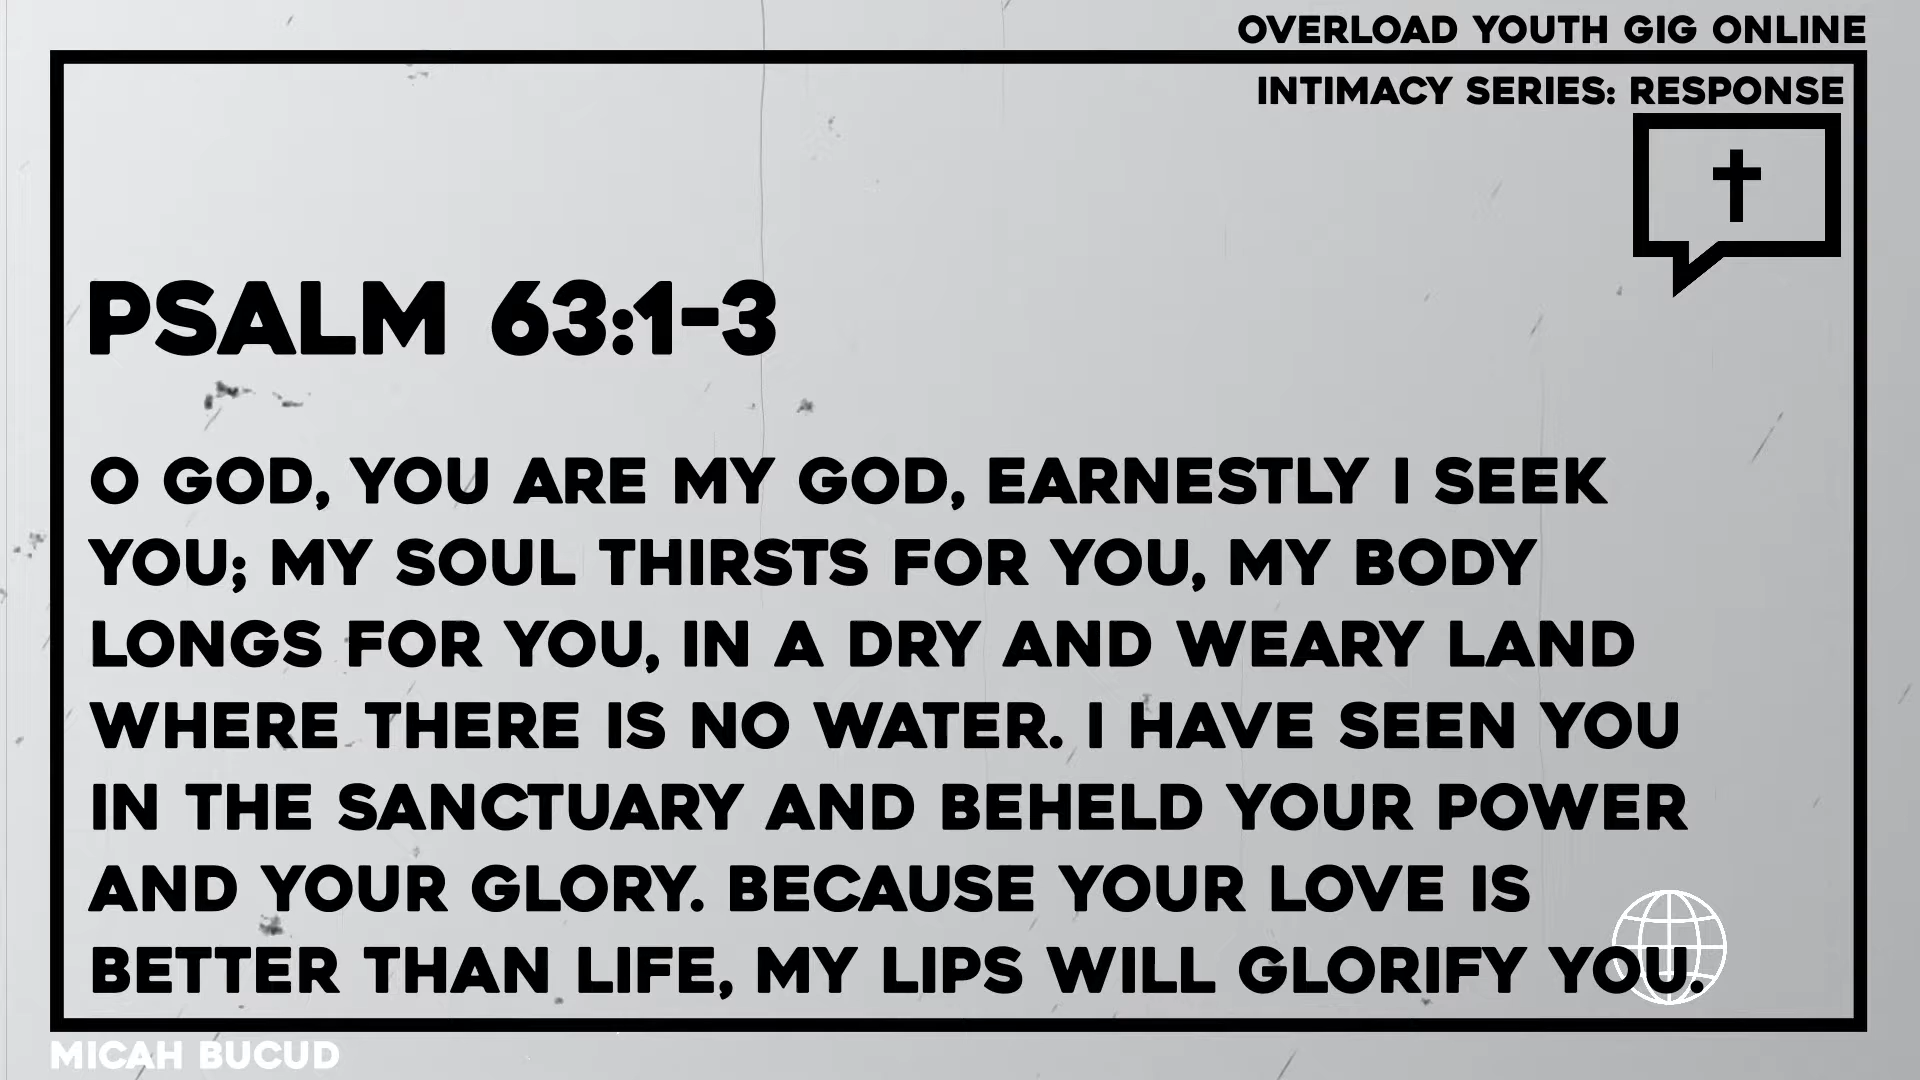 OVERLOAD YOUTH GIG ONLINE
INTIMACY SERIES: RESPONSE
PSALM 63:1-3
O GOD, YOU ARE MY GOD, EARNESTLY I SEEK
YOU; MY SOUL THIRSTS FOR YOU, MY BODY
LONGS FOR YOU, IN A DRY AND WEARY LAND
WHERE THERE IS NO WATER. I HAVE SEEN YOU
IN THE SANCTUARY AND BEHELD YOUR POWER
AND YOUR GLORY. BECAUSE YOUR LOVE IS
BETTER THAN LIFE, MY LIPS WILL GLORIFY YOU.
MICAH BUCUD